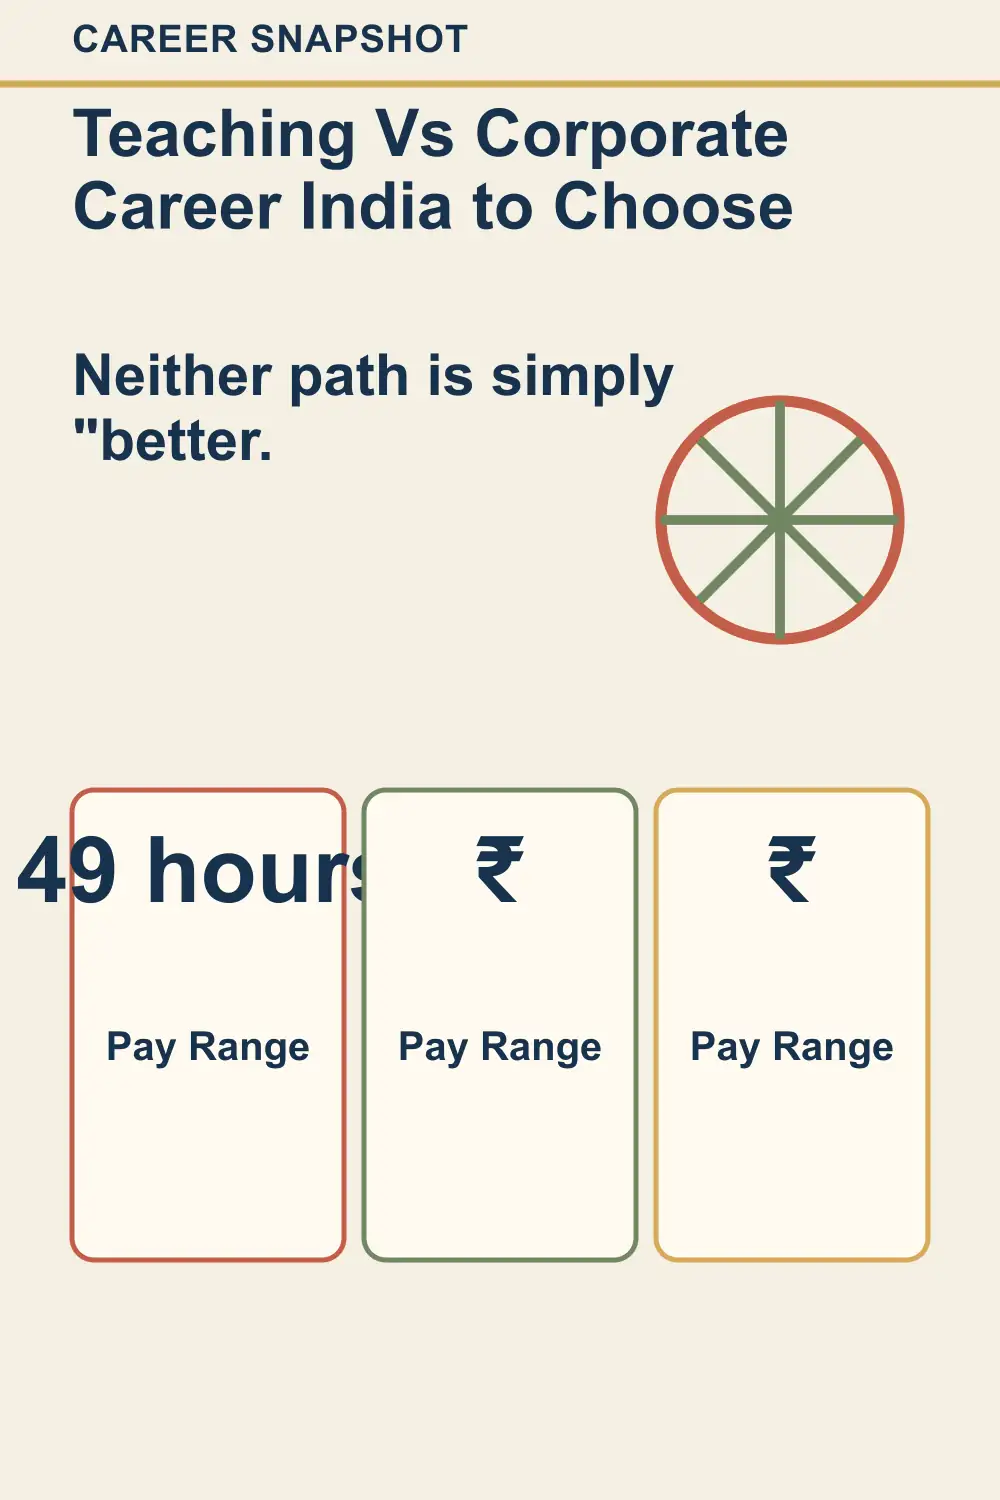 CAREER SNAPSHOT
Teaching Vs Corporate
Career India to Choose
Neither path is simply
"better.
49 hours
₹
₹
Pay Range
Pay Range
Pay Range